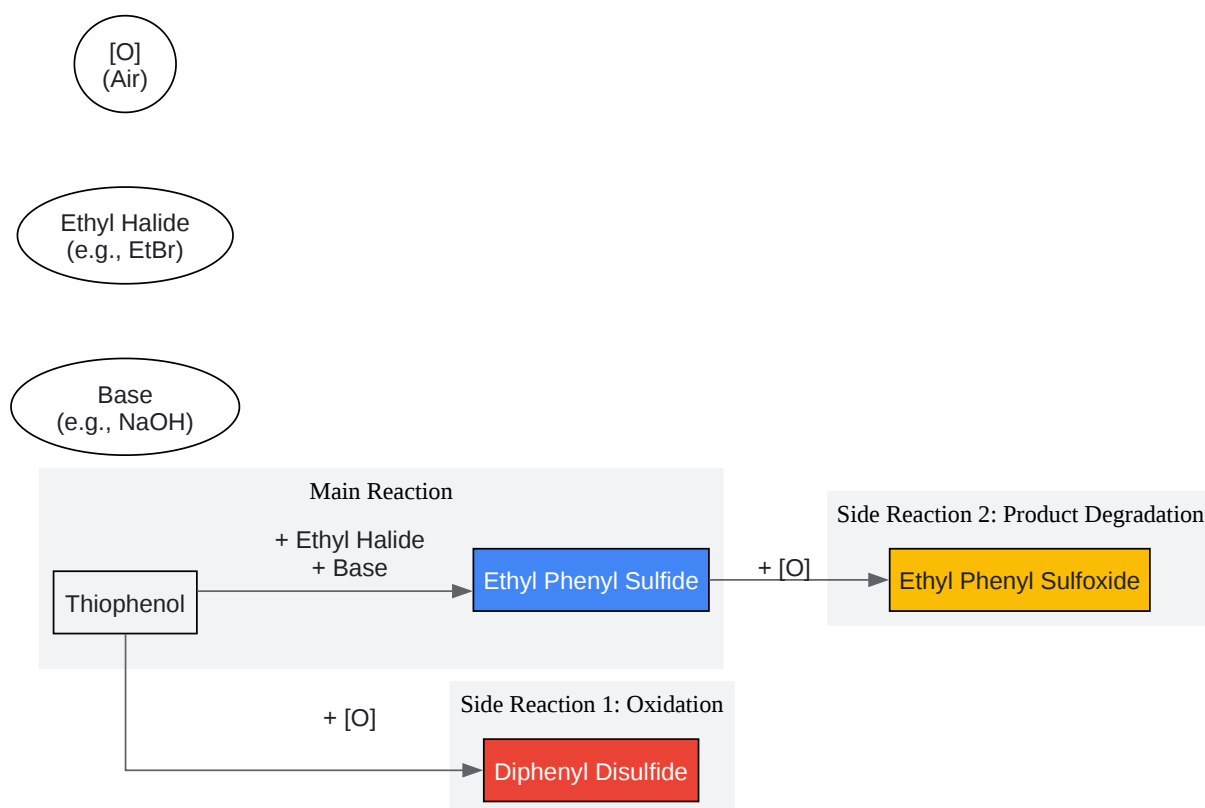 [O]
(Air)
Ethyl Halide
(e.g., EtBr)
Base
(e.g., NaOH)
Main Reaction
+ Ethyl Halide
+ Base
Thiophenol
Ethyl Phenyl Sulfide
+ [O]
Side Reaction 2: Product Degradation
Ethyl Phenyl Sulfoxide
+ [O]
Side Reaction 1: Oxidation
Diphenyl Disulfide